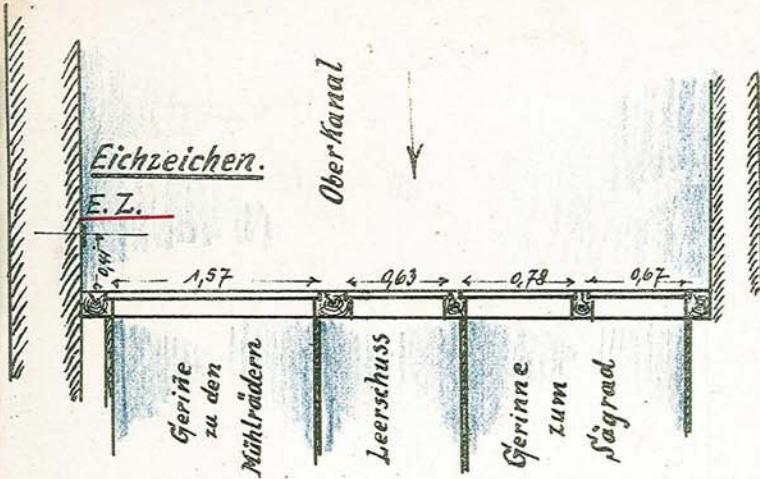 Oberkanal
Eichzeichen.
E. Z.
0,41
1,57
0,63
0,78
0,67
Gerin̄e
zu den
Mühlrädern
Leerschuss
Gerinne
zum
Sägrad